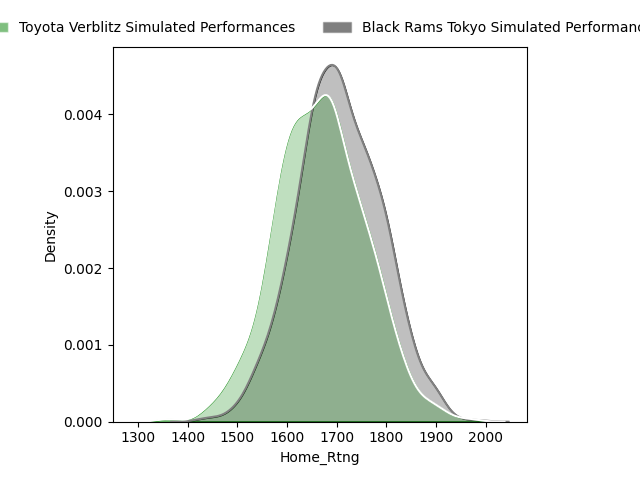 Toyota Verblitz Simulated Performances Black Rams Tokyo Simulated
0.004
0.003
0.002
0.001
0.000
Density
1300 1400 1500 1600 1700 1800 1900 2000
Home_Rtng